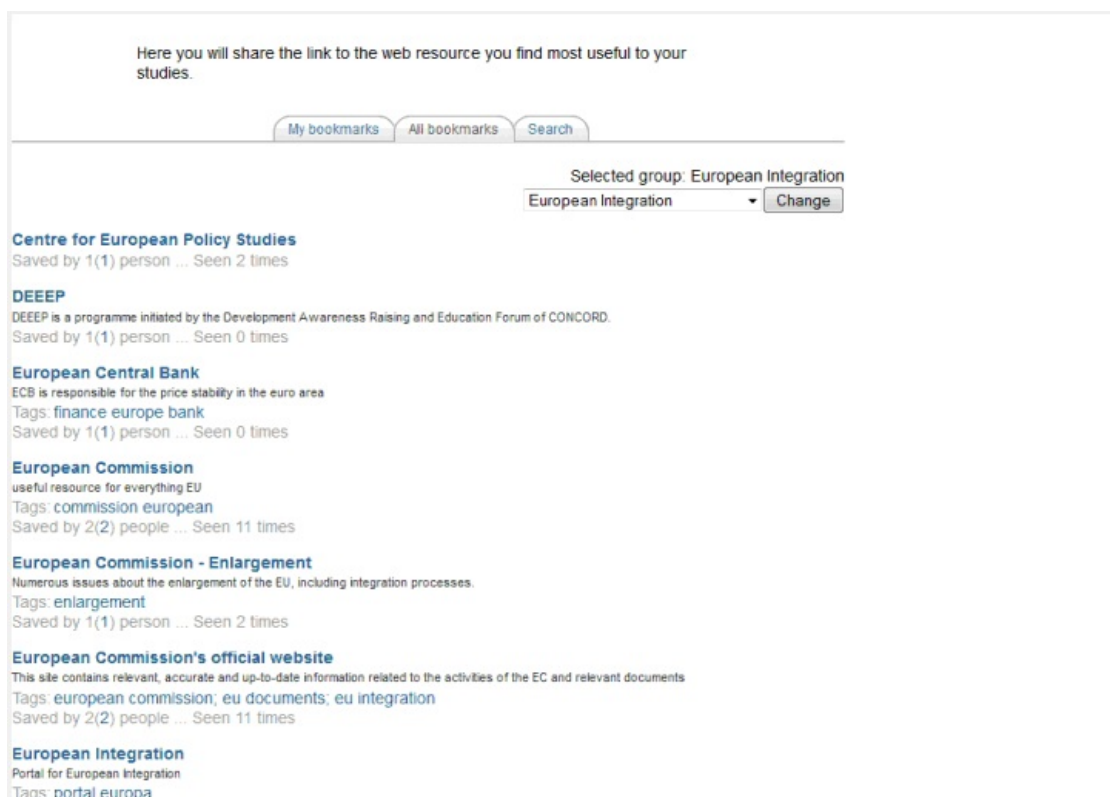 Here you will share the link to the web resource you find most useful to your
studies.
My bookmarks All bookmarks Search
Selected group: European Integration
European Integration Change
Centre for European Policy Studies
Saved by 1(1) person ... Seen 2 times
DEEEP
DEEEP is a programme initiated by the Development Awareness Raising and Education Forum of CONCORD.
Saved by 1(1) person ... Seen 0 times
European Central Bank
ECB is responsible for the price stability in the euro area
Tags: finance europe bank
Saved by 1(1) person ... Seen 0 times
European Commission
useful resource for everything EU
Tags: commission european
Saved by 2(2) people ... Seen 11 times
European Commission - Enlargement
Numerous issues about the enlargement of the EU, including integration processes.
Tags: enlargement
Saved by 1(1) person ... Seen 2 times
European Commission's official website
This site contains relevant, accurate and up-to-date information related to the activities of the EC and relevant documents
Tags: european commission; eu documents; eu integration
Saved by 2(2) people ... Seen 11 times
European Integration
Portal for European Integration
Tags: portal europa